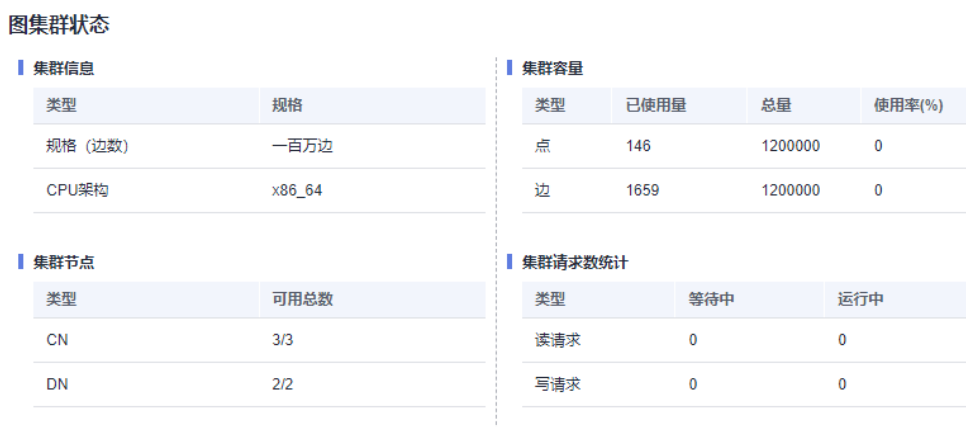 图集群状态
集群信息
类型 规格
规格（边数） 一百万边
CPU架构 x86_64
集群容量
类型 已使用量 总量 使用率(%)
点 146 1200000 0
边 1659 1200000 0
集群节点
类型 可用总数
CN 3/3
DN 2/2
集群请求数统计
类型 等待中 运行中
读请求 0 0
写请求 0 0